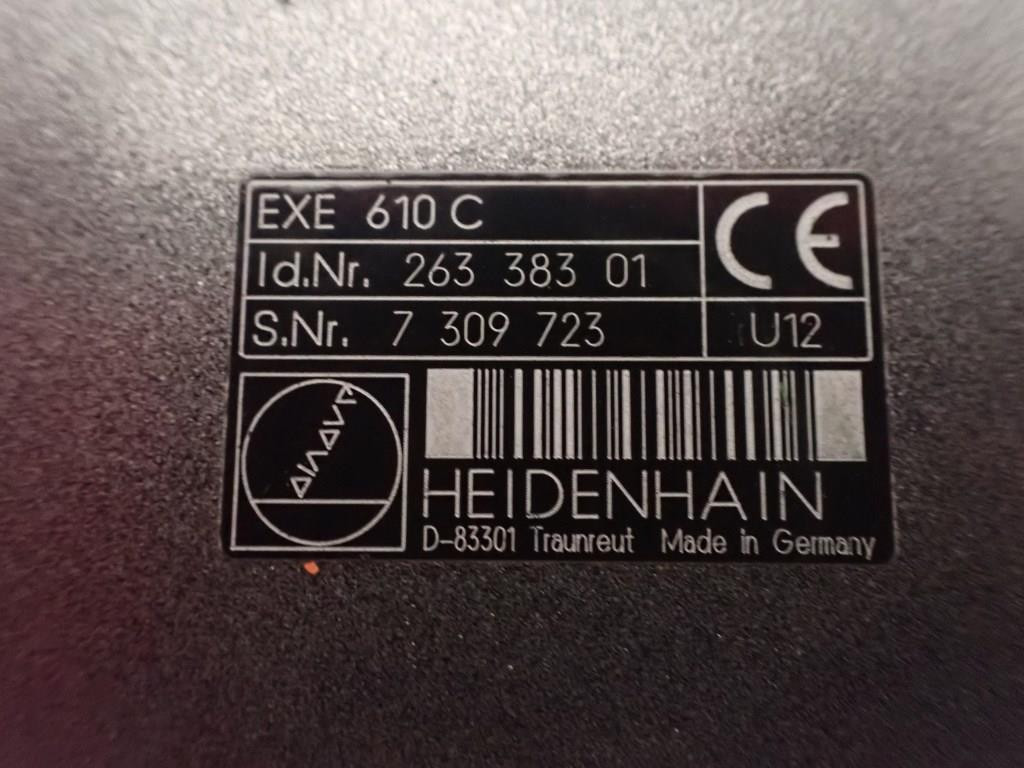 EXE 610 C
CE
Id.Nr. 263 383 01
S.Nr. 7 309 723
U12
HEIDENHAIN
D-83301 Traunreut Made in Germany